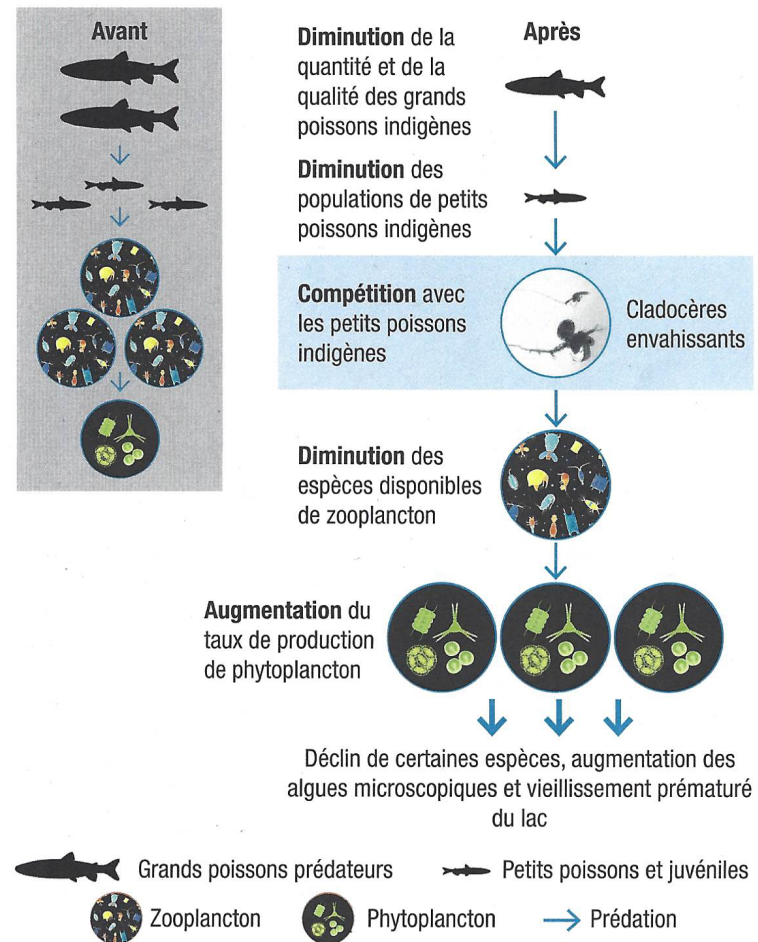 Avant
Diminution de la
quantité et de la
qualité des grands
poissons indigènes
Après
Diminution des
populations de petits
poissons indigènes
Compétition avec
les petits poissons
indigènes
Cladocères
envahissants
Diminution des
espèces disponibles
de zooplancton
Augmentation du
taux de production
de phytoplancton
Déclin de certaines espèces, augmentation des
algues microscopiques et vieillissement prématuré
du lac
Grands poissons prédateurs
Petits poissons et juvéniles
Zooplancton
Phytoplancton
Prédation